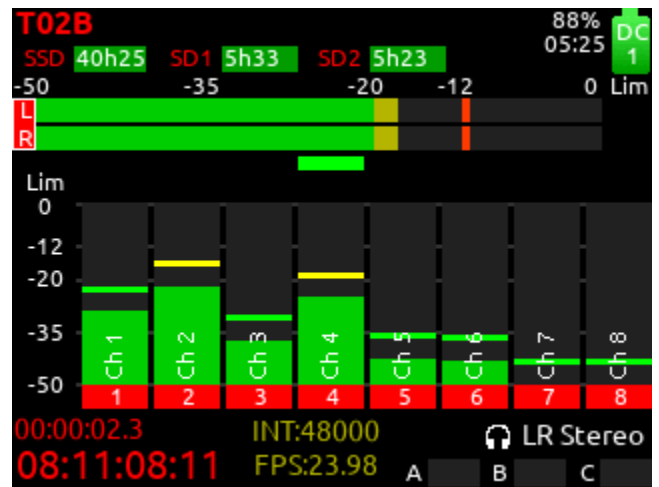 T02B 88% DC
SSD 40h25 SD1 5h33 SD2 5h23 05:25 1
-50 -35 -20 -12 0 Lim
L
R
Lim
0
-12
-20
-35
-50
Ch 1 Ch 2 Ch 3 Ch 4 Ch 5 Ch 6 Ch 7 Ch 8
1 2 3 4 5 6 7 8
00:00:02.3 INT:48000 LR Stereo
08:11:08:11 FPS:23.98 A B C